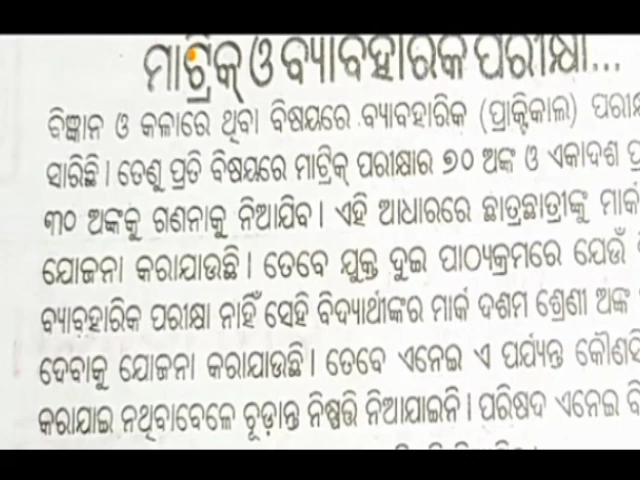 ମାଟ୍ରିକ୍ ଓ ବ୍ୟାବହାରିକ ପରୀକ୍ଷା...
ବିଜ୍ଞାନ ଓ କଳାରେ ଥିବା ବିଷୟରେ ବ୍ୟାବହାରିକ (ପ୍ରାକ୍ଟିକାଲ)
ସାରିଛି। ତେଣୁ ପ୍ରତି ବିଷୟରେ ମାଟ୍ରିକ୍ ପରୀକ୍ଷାର ୭୦ ଅଙ୍କ ଓ ଏକାଦଶ
୩୦ ଅଙ୍କକୁ ଗଣନାକୁ ନିଆଯିବ। ଏହି ଆଧାରରେ ଛାତ୍ରଛାତ୍ରୀଙ୍କୁ ମାର୍କ
ଯୋଜନା କରାଯାଉଛି। ତେବେ ଯୁକ୍ତ ଦୁଇ ପାଠ୍ୟକ୍ରମରେ ଯେଉଁ
ବ୍ୟାବହାରିକ ପରୀକ୍ଷା ନାହିଁ ସେହି ବିଦ୍ୟାର୍ଥୀଙ୍କର ମାର୍କ ଦଶମ ଶ୍ରେଣୀ ଅଙ୍କ
ଦେବାକୁ ଯୋଜନା କରାଯାଉଛି। ତେବେ ଏନେଇ ଏ ପର୍ଯ୍ୟନ୍ତ
କରାଯାଇ ନଥିବାବେଳେ ଚୂଡ଼ାନ୍ତ ନିଷ୍ପତ୍ତି ନିଆଯାଇନି। ପରିଷଦ ଏନେଇ